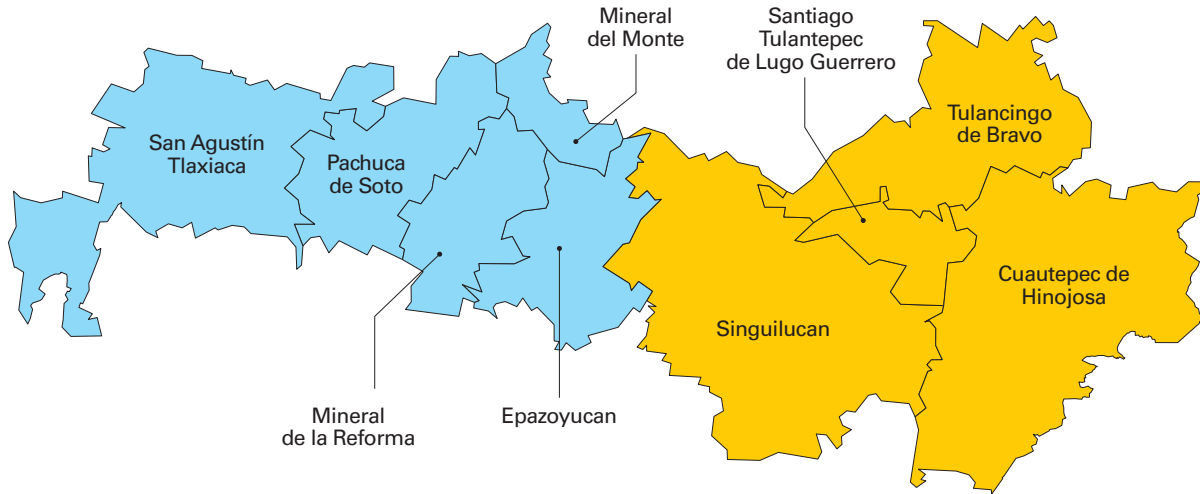 Mineral
del Monte
Santiago
Tulantepec
de Lugo Guerrero
Tulancingo
de Bravo
San Agustín
Tlaxiaca
Pachuca
de Soto
Cuautepec de
Hinojosa
Singuilucan
Mineral
de la Reforma
Epazoyucan